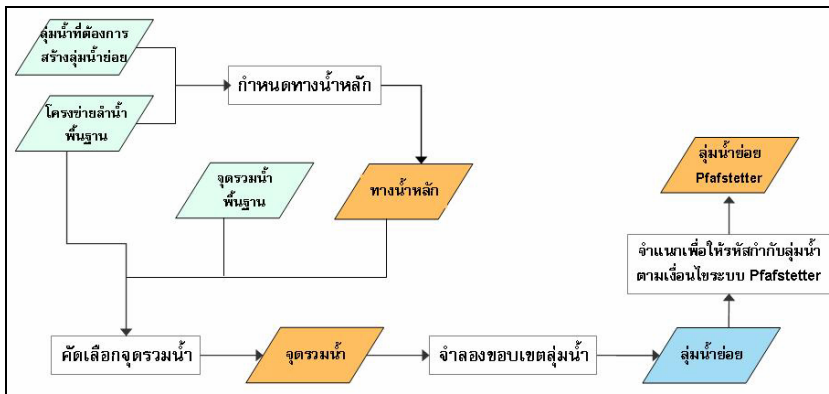 ลุ่มน้ำที่ต้องการ
สร้างลุ่มน้ำย่อย
กำหนดทางน้ำหลัก
โครงข่ายลำน้ำ
พื้นฐาน
จุดรวมน้ำ
พื้นฐาน
ทางน้ำหลัก
ลุ่มน้ำย่อย
Pfafstetter
จำแนกเพื่อให้รหัสกำกับลุ่มน้ำ
ตามเงื่อนไขระบบ Pfafstetter
คัดเลือกจุดรวมน้ำ
จุดรวมน้ำ
จำลองขอบเขตลุ่มน้ำ
ลุ่มน้ำย่อย